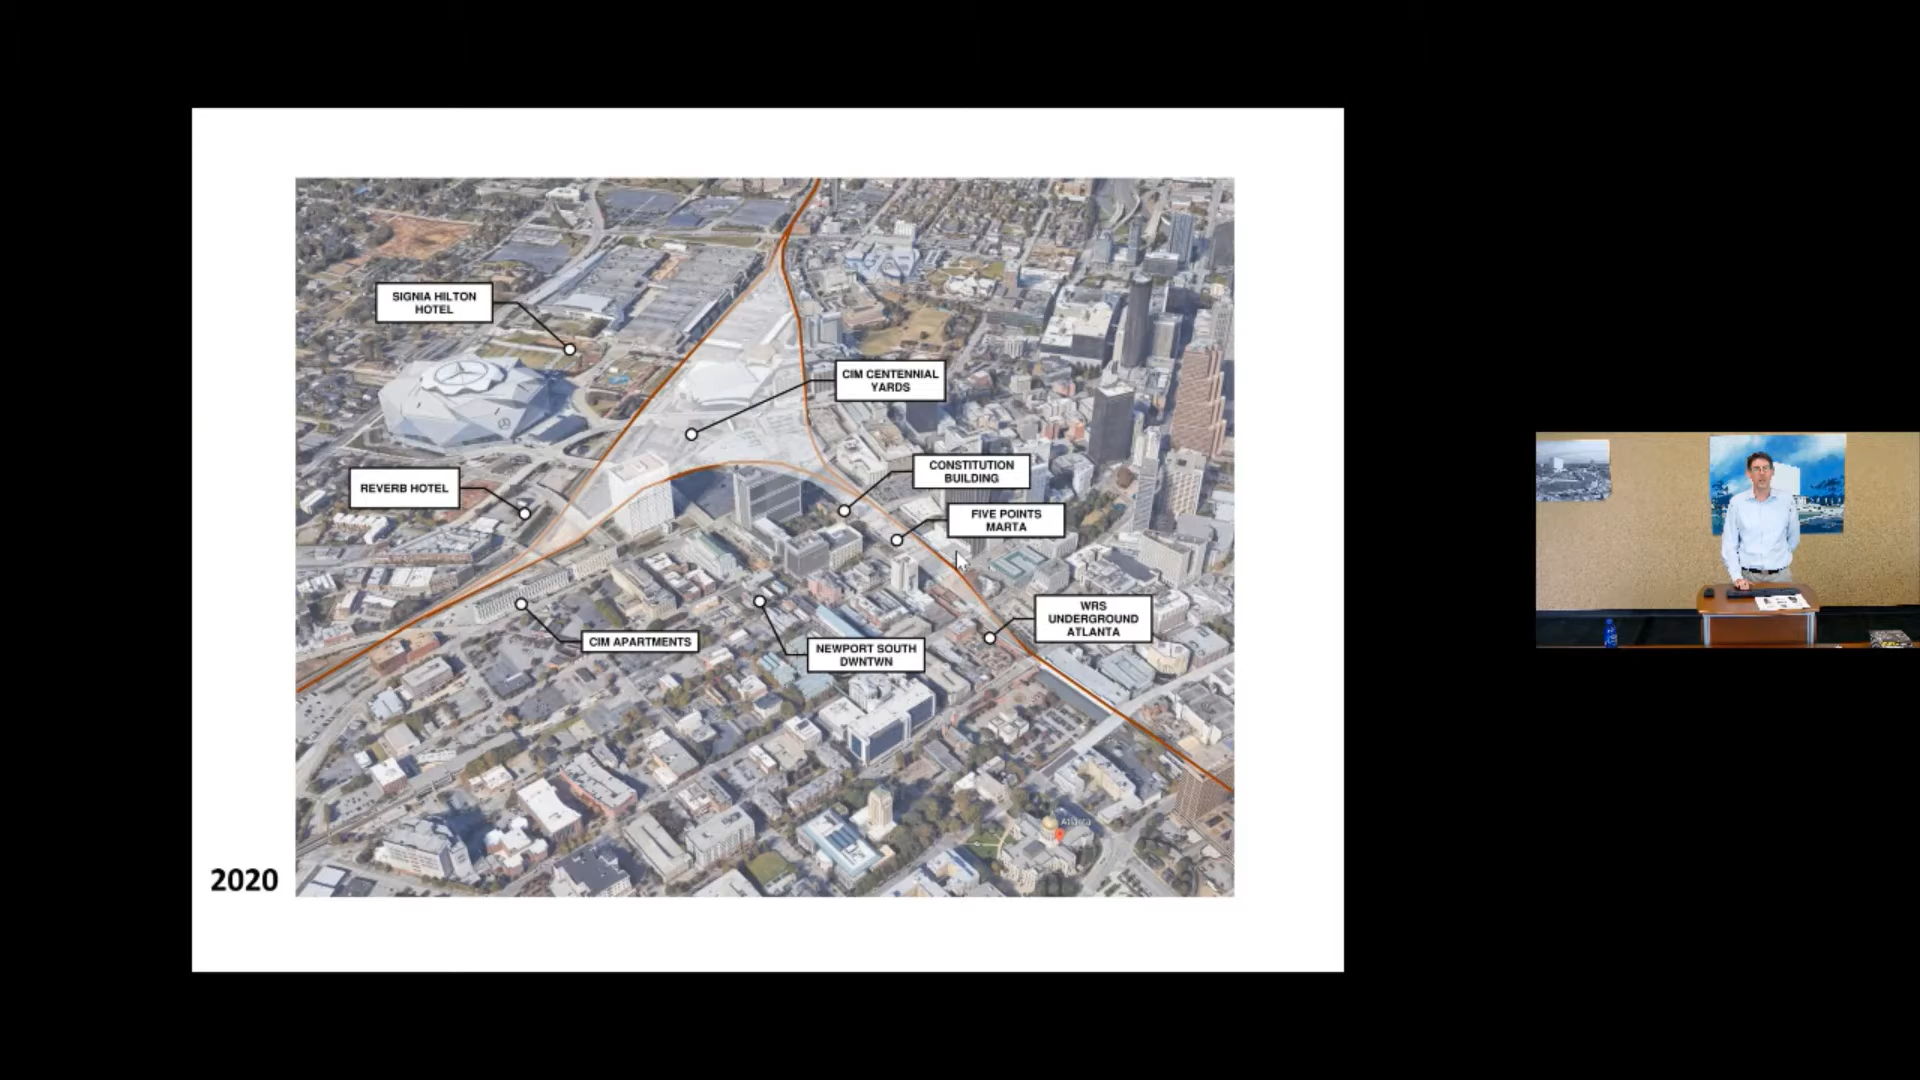 SIGNIA HILTON
HOTEL
CIM CENTENNIAL
YARDS
REVERB HOTEL
CONSTITUTION
BUILDING
FIVE POINTS
MARTA
WRS
UNDERGROUND
ATLANTA
CIM APARTMENTS
NEWPORT SOUTH
DWNTWN
Atlanta
2020